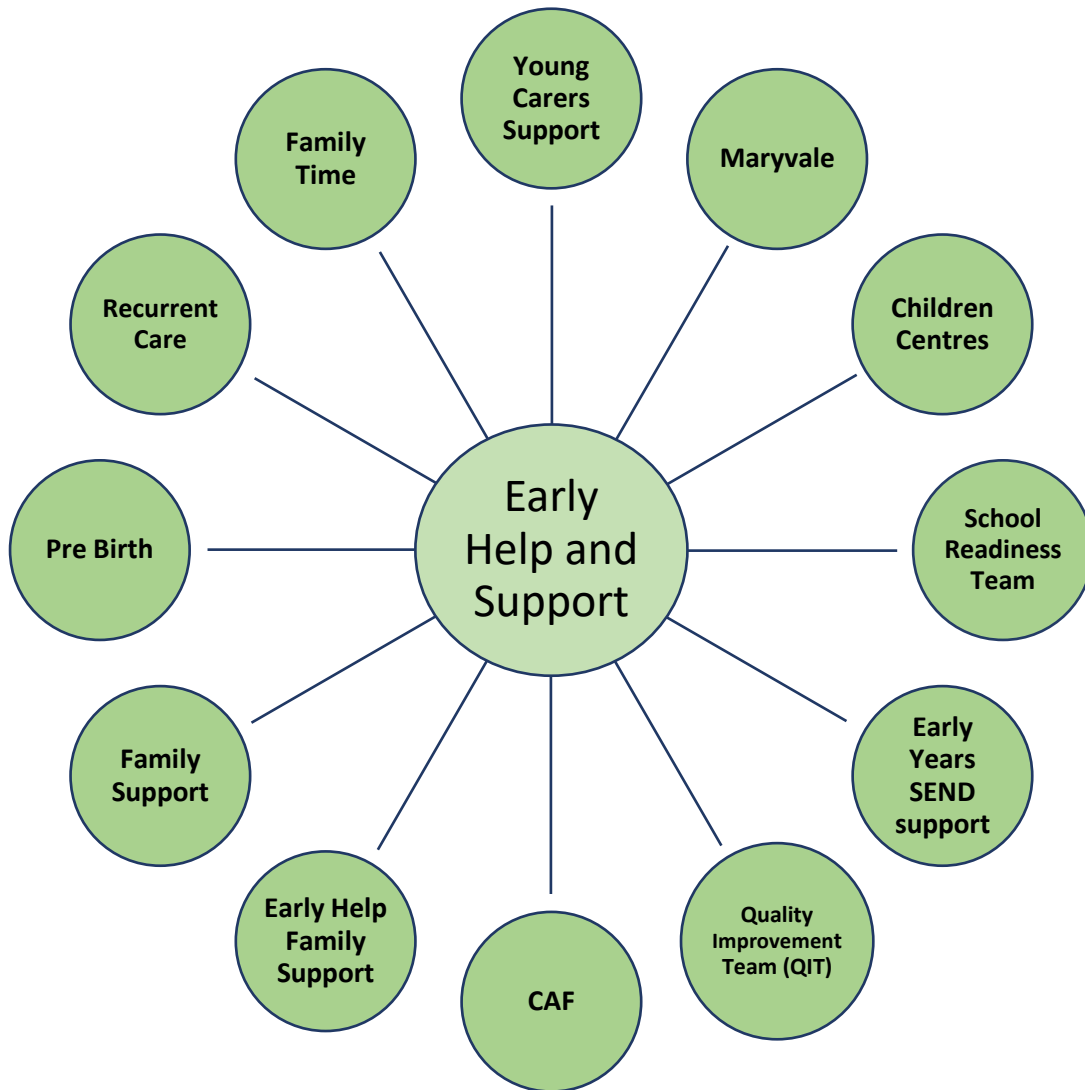 Young
Carers
Support
Maryvale
Children
Centres
School
Readiness
Team
Early
Years
SEND
support
Quality
Improvement
Team (QIT)
CAF
Early Help
Family
Support
Family
Support
Pre Birth
Recurrent
Care
Family
Time
Early
Help and
Support